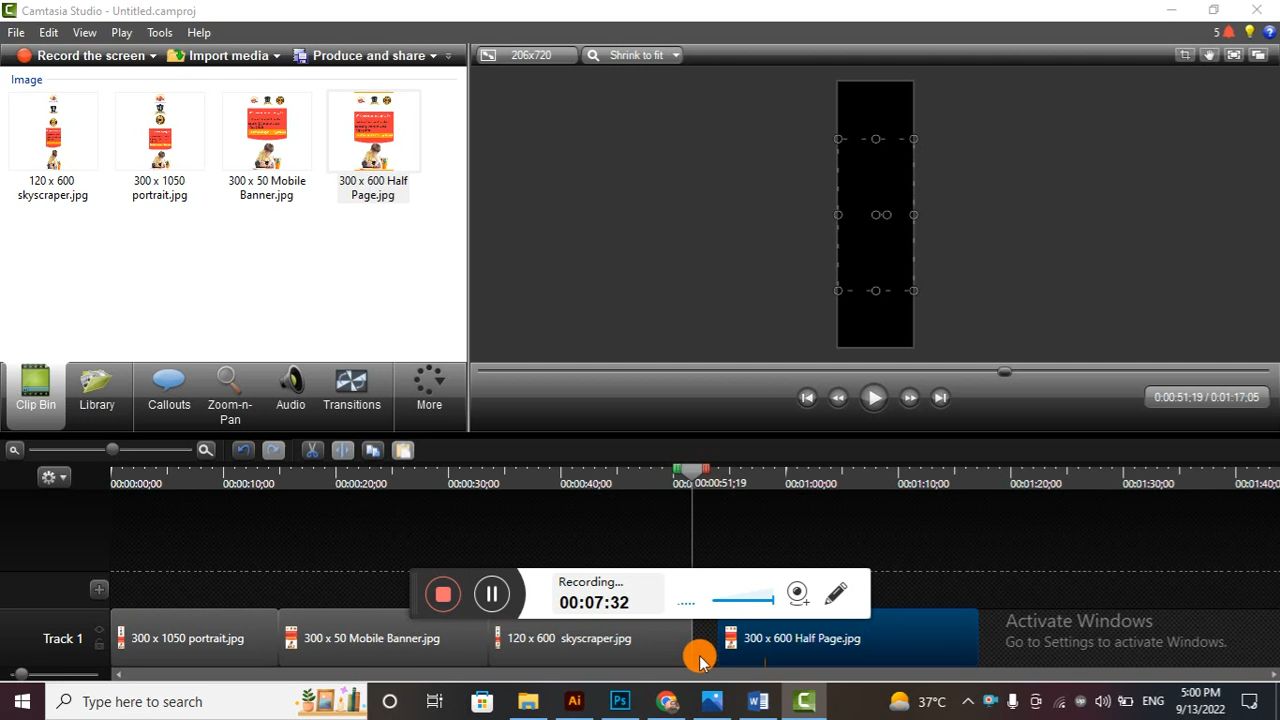 Camtasia Studio - Untitled.camproj
File Edit View Play Tools Help
5
Record the screen Import media Produce and share
206x720 Shrink to fit
Image
120 x 600 skyscraper.jpg
300 x 1050 portrait.jpg
300 x 50 Mobile Banner.jpg
300 x 600 Half Page.jpg
Clip Bin Library Callouts Zoom-n-Pan Audio Transitions More
0:00:51;19 / 0:01:17;05
00:00:00;00 00:00:10;00 00:00:20;00 00:00:30;00 00:00:40;00 00:00:51;19 00:01:00;00 00:01:10;00 00:01:20;00 00:01:30;00 00:01:40;0
Recording...
00:07:32
Track 1 300 x 1050 portrait.jpg 300 x 50 Mobile Banner.jpg 120 x 600 skyscraper.jpg 300 x 600 Half Page.jpg
Activate Windows
Go to Settings to activate Windows.
Type here to search
Ai Ps W
37°C
ENG
5:00 PM
9/13/2022